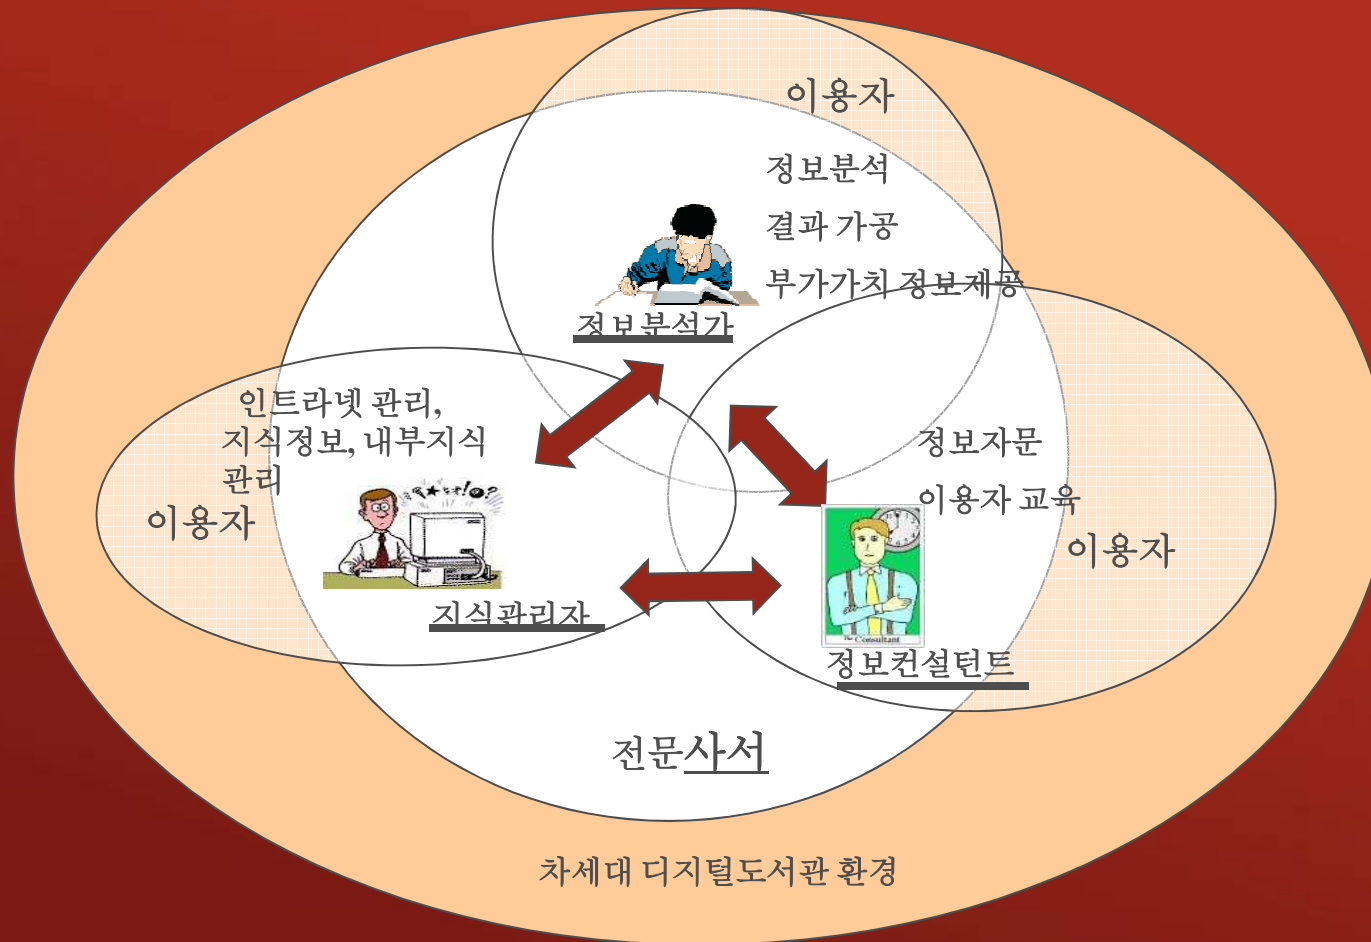 이용자
정보분석
결과 가공
부가가치 정보제공
정보분석가
인트라넷 관리,
지식정보, 내부지식
관리
이용자
지식관리자
정보자문
이용자 교육
이용자
The Consultant
정보컨설턴트
전문사서
차세대 디지털도서관 환경